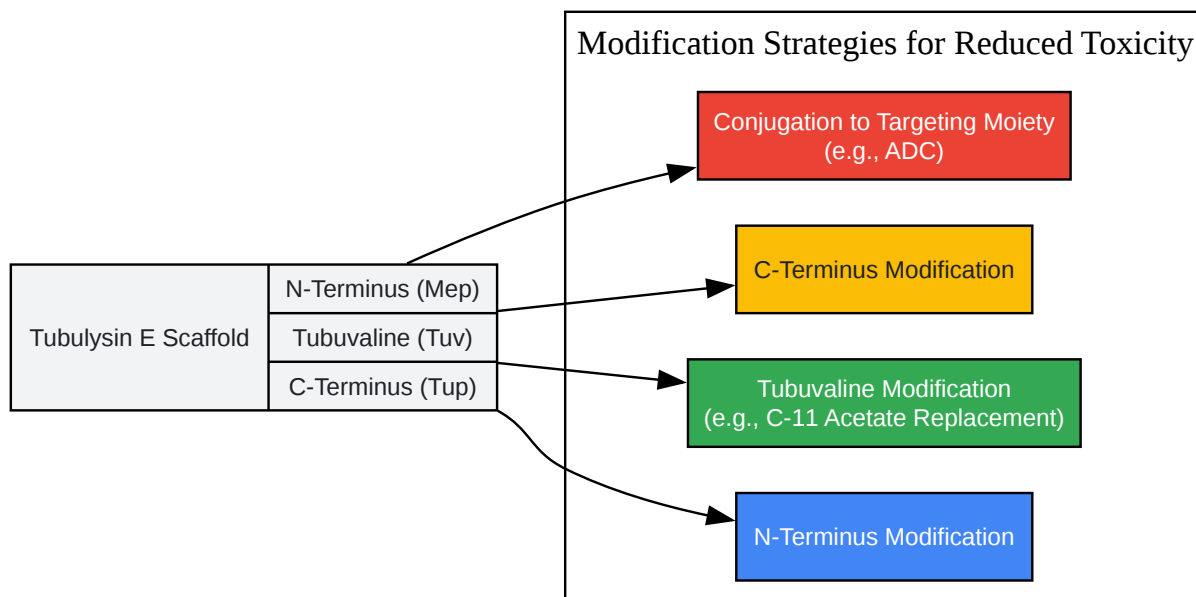 Modification Strategies for Reduced Toxicity
Conjugation to Targeting Moiety
(e.g., ADC)
C-Terminus Modification
Tubulysin E Scaffold
N-Terminus (Mep)
Tubuvaline (Tuv)
C-Terminus (Tup)
Tubuvaline Modification
(e.g., C-11 Acetate Replacement)
N-Terminus Modification